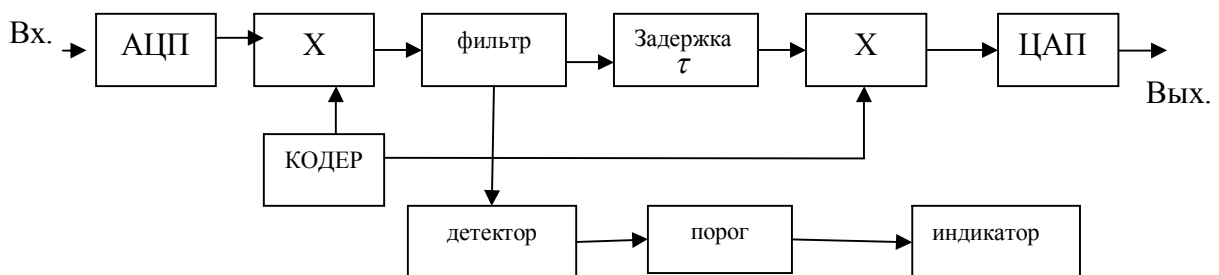 Вх.
АЦП
Х
фильтр
Задержка
τ
Х
ЦАП
Вых.
КОДЕР
детектор
порог
индикатор